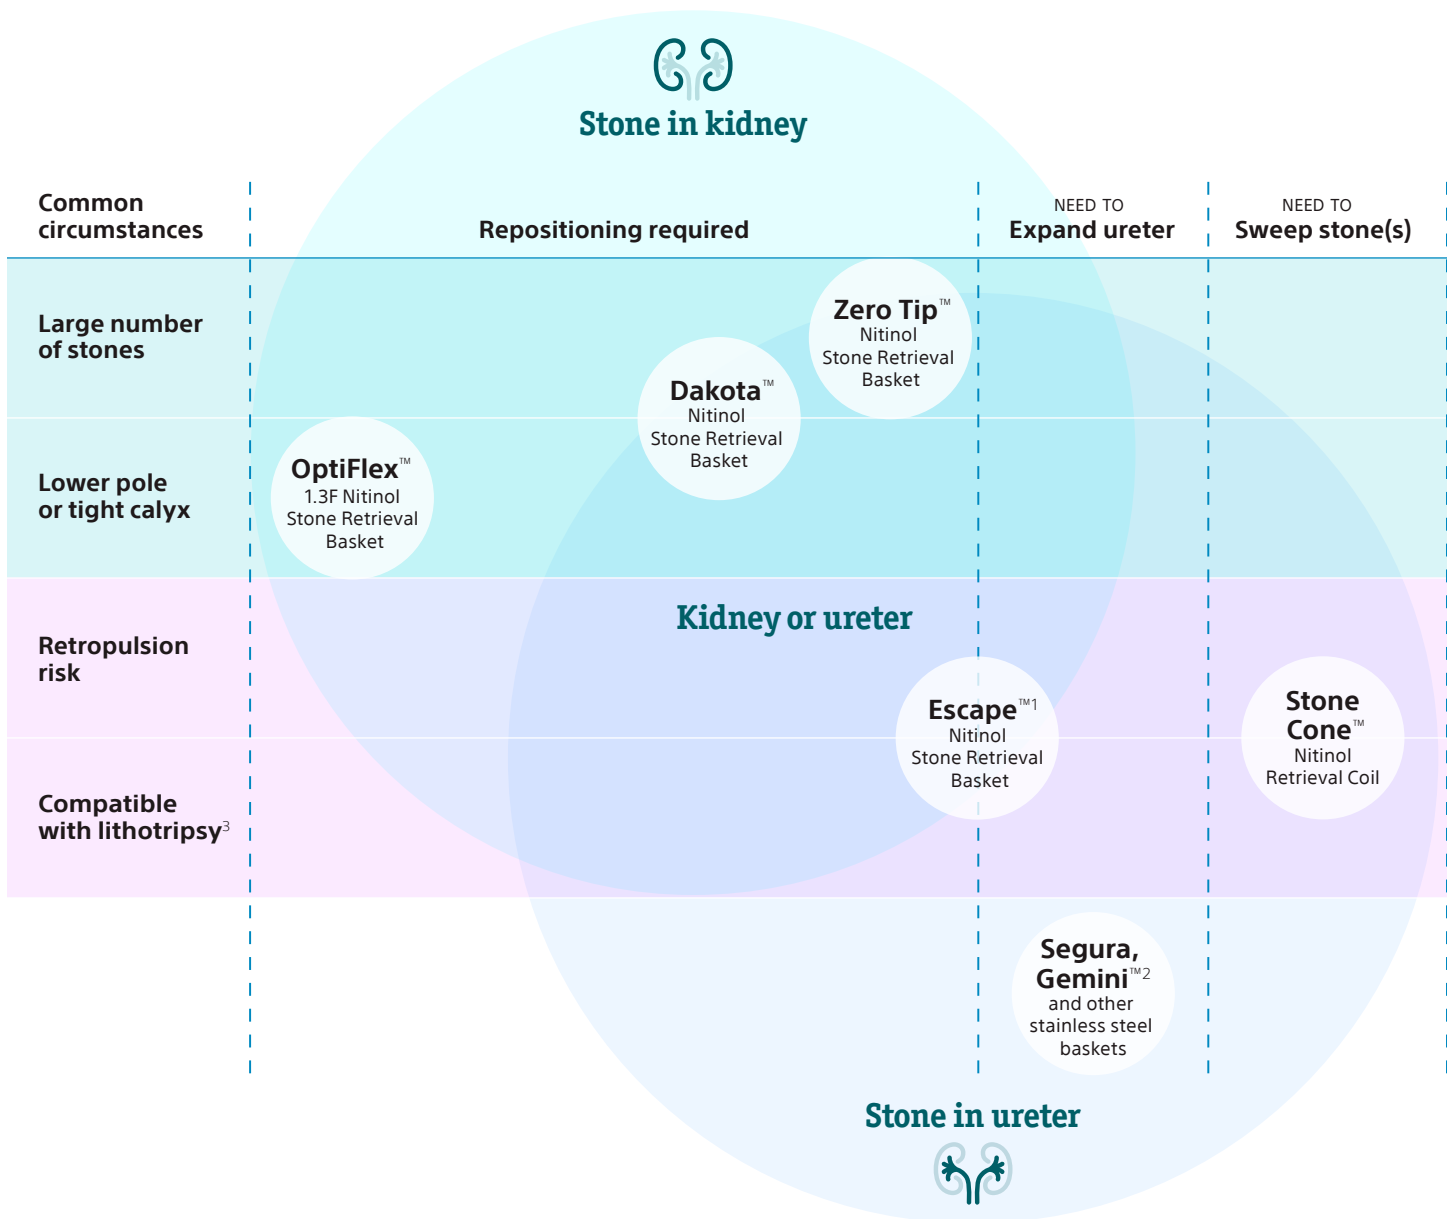 Stone in kidney
Common
circumstances
Repositioning required
NEED TO
Expand ureter
NEED TO
Sweep stone(s)
Large number
of stones
Zero Tip™
Nitinol
Stone Retrieval
Basket
Dakota™
Nitinol
Stone Retrieval
Basket
Lower pole
or tight calyx
OptiFlex™
1.3F Nitinol
Stone Retrieval
Basket
Kidney or ureter
Retropulsion
risk
Escape™1
Nitinol
Stone Retrieval
Basket
Stone
Cone™
Nitinol
Retrieval Coil
Compatible
with lithotripsy3
Segura,
Gemini™2
and other
stainless steel
baskets
Stone in ureter